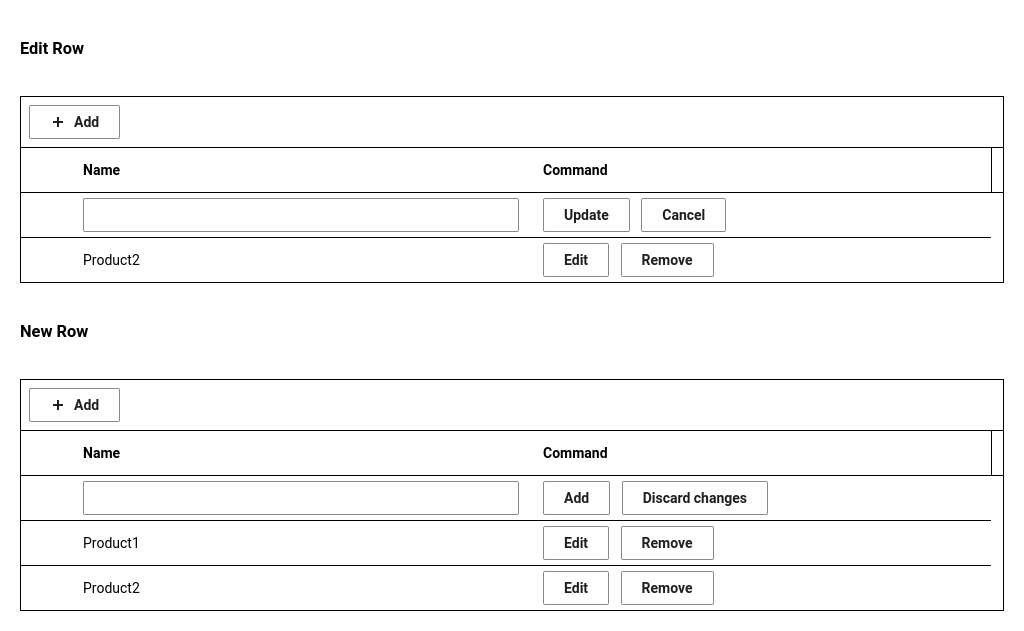 Edit Row
Add
Name Command
Update Cancel
Product2 Edit Remove
New Row
Add
Name Command
Add Discard changes
Product1 Edit Remove
Product2 Edit Remove